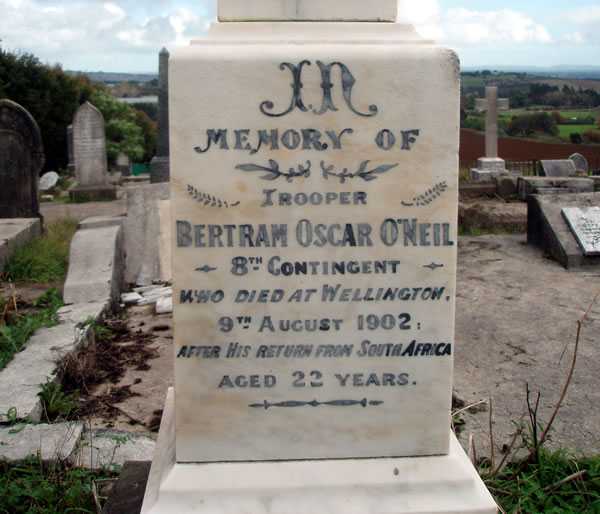 IN
MEMORY OF
TROOPER
BERTRAM OSCAR O'NEIL
8TH CONTINGENT
WHO DIED AT WELLINGTON,
9TH AUGUST 1902:
AFTER HIS RETURN FROM SOUTH AFRICA
AGED 22 YEARS.